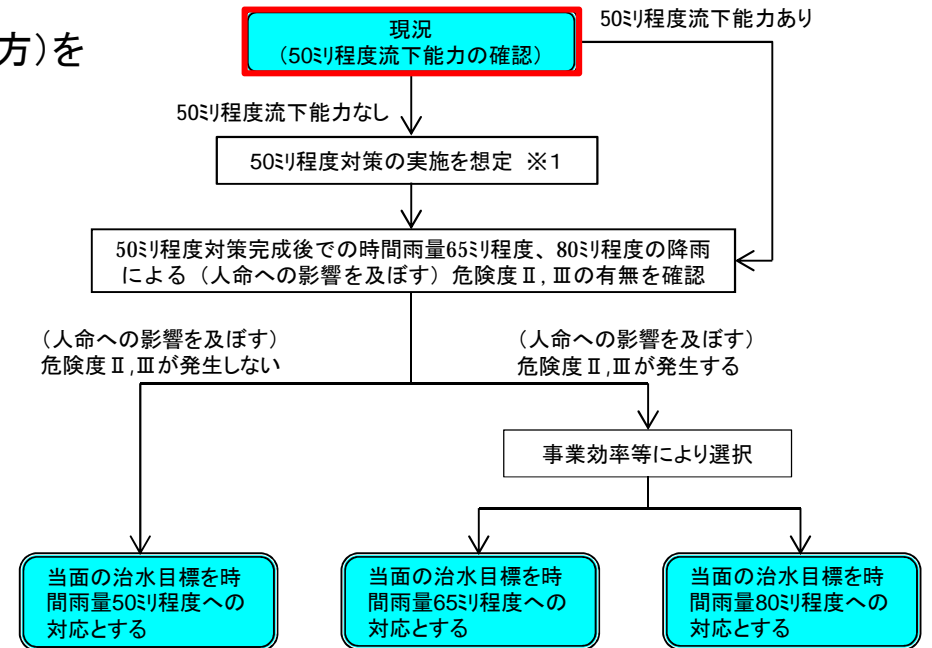 方)を
現況
(50ミリ程度流下能力の確認)
50ミリ程度流下能力あり
50ミリ程度流下能力なし
50ミリ程度対策の実施を想定 ※1
50ミリ程度対策完成後での時間雨量65ミリ程度、80ミリ程度の降雨
による（人命への影響を及ぼす）危険度Ⅱ,Ⅲの有無を確認
（人命への影響を及ぼす）
危険度Ⅱ,Ⅲが発生しない
（人命への影響を及ぼす）
危険度Ⅱ,Ⅲが発生する
事業効率等により選択
当面の治水目標を時
間雨量50ミリ程度への
対応とする
当面の治水目標を時
間雨量65ミリ程度への
対応とする
当面の治水目標を時
間雨量80ミリ程度への
対応とする